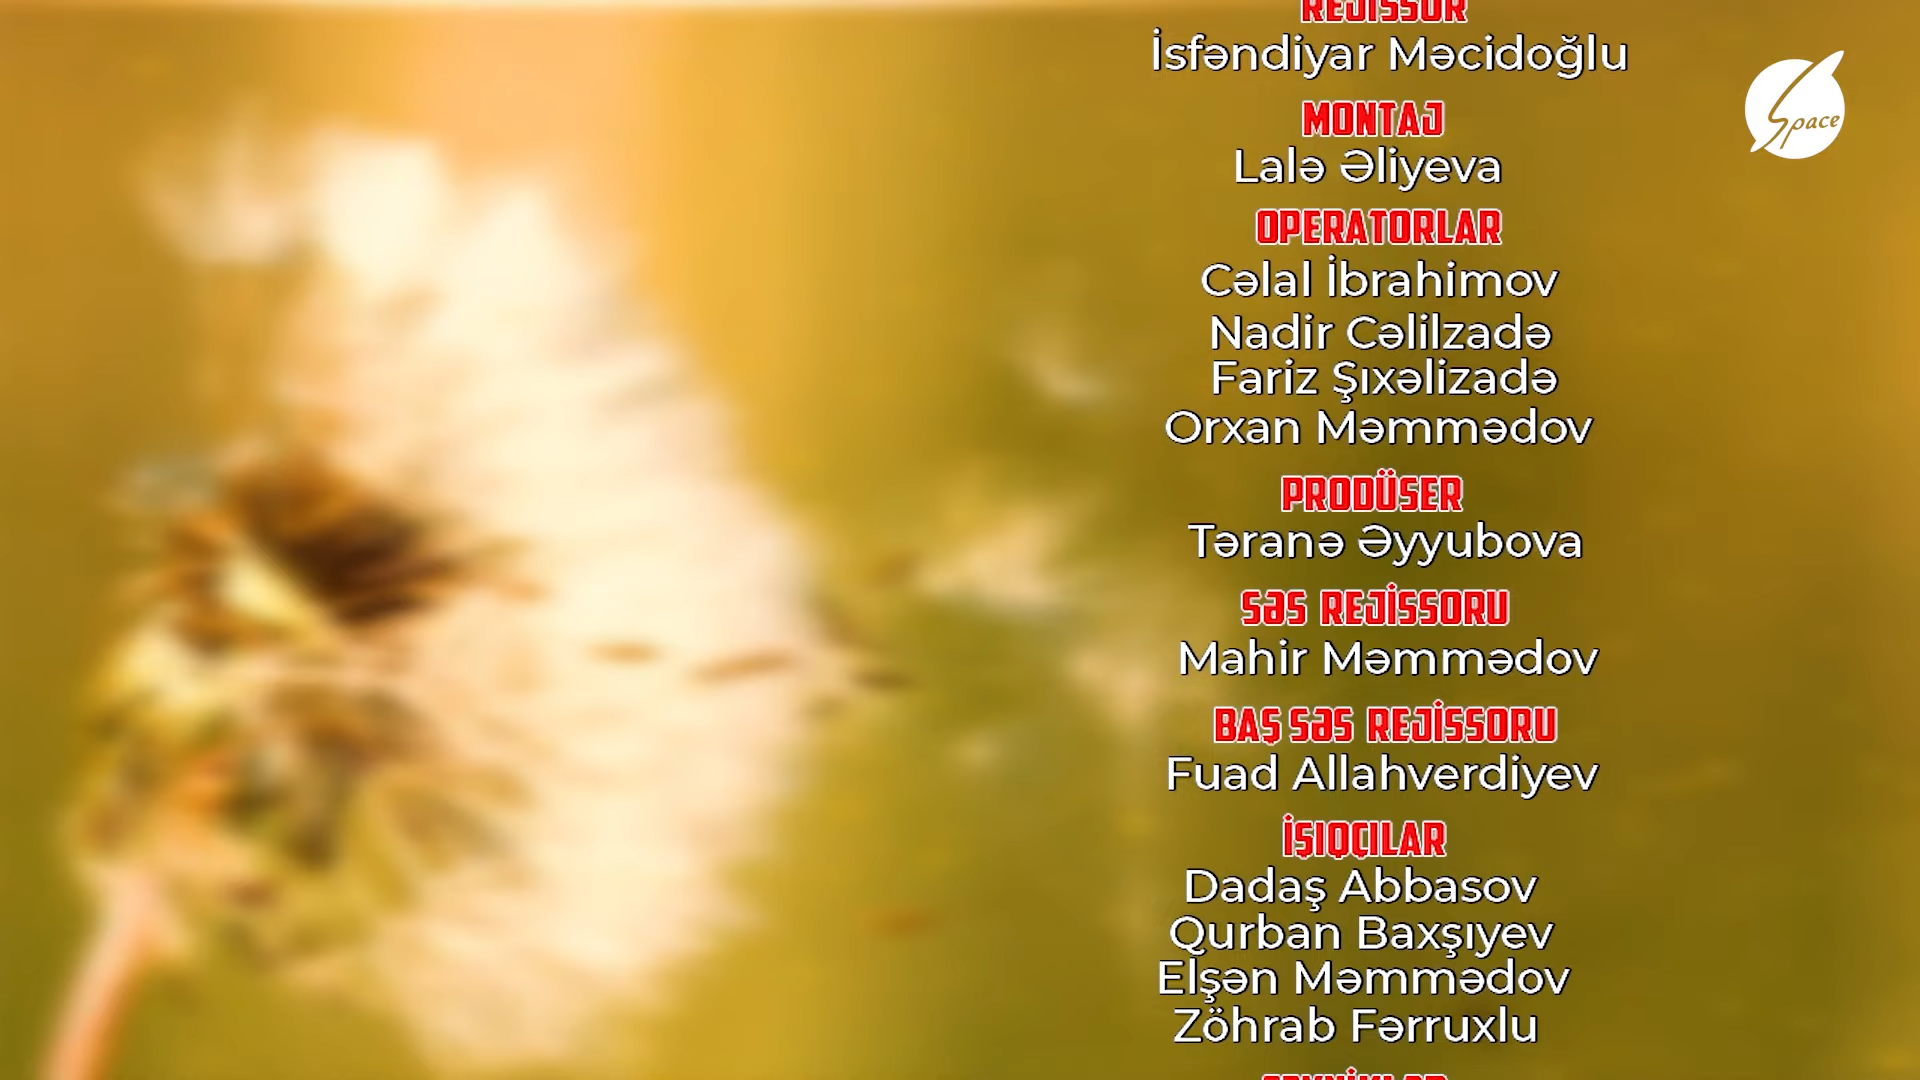 REJİSSOR
İsfəndiyar Məcidoğlu
Space
MONTAJ
Lalə Əliyeva
OPERATORLAR
Cəlal İbrahimov
Nadir Cəlilzadə
Fariz Şıxəlizadə
Orxan Məmmədov
PRODÜSER
Təranə Əyyubova
SƏS REJİSSORU
Mahir Məmmədov
BAŞ SƏS REJİSSORU
Fuad Allahverdiyev
İŞIQÇILAR
Dadaş Abbasov
Qurban Baxşıyev
Elşən Məmmədov
Zöhrab Fərruxlu